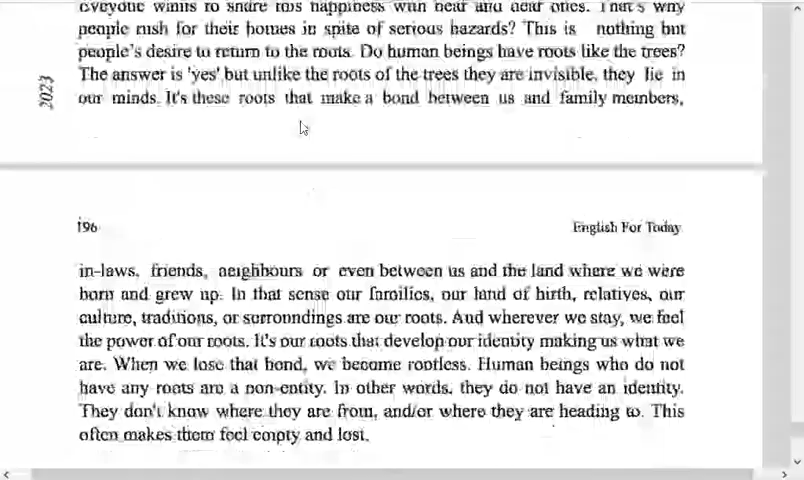 everyone wants to share this happiness with near and dear ones. That's why
people rush for their homes in spite of serious hazards? This is nothing but
people's desire to return to the roots. Do human beings have roots like the trees?
The answer is 'yes' but unlike the roots of the trees they are invisible, they lie in
our minds. It's these roots that make a bond between us and family members,
2023
196
English For Today
in-laws, friends, neighbours or even between us and the land where we were
born and grew up. In that sense our families, our land of birth, relatives, our
culture, traditions, or surroundings are our roots. And wherever we stay, we feel
the power of our roots. It's our roots that develop our identity making us what we
are. When we lose that bond, we become rootless. Human beings who do not
have any roots are a non-entity. In other words, they do not have an identity.
They don't know where they are from, and/or where they are heading to. This
often makes them feel empty and lost.